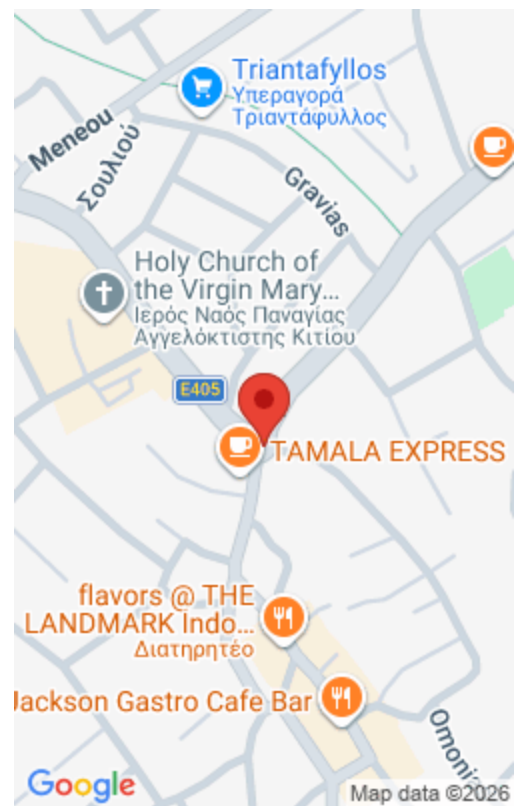 Triantafyllos
Υπεραγορά
Τριαντάφυλλος
Meneou
Σουλιού
Gravias
Holy Church of
the Virgin Mary...
Ιερός Ναός Παναγίας
Αγγελόκτιστης Κιτίου
E405
TAMALA EXPRESS
flavors @ THE
LANDMARK Indo...
Διατηρητέο
Jackson Gastro Cafe Bar
Omonia
Google
Map data ©2026